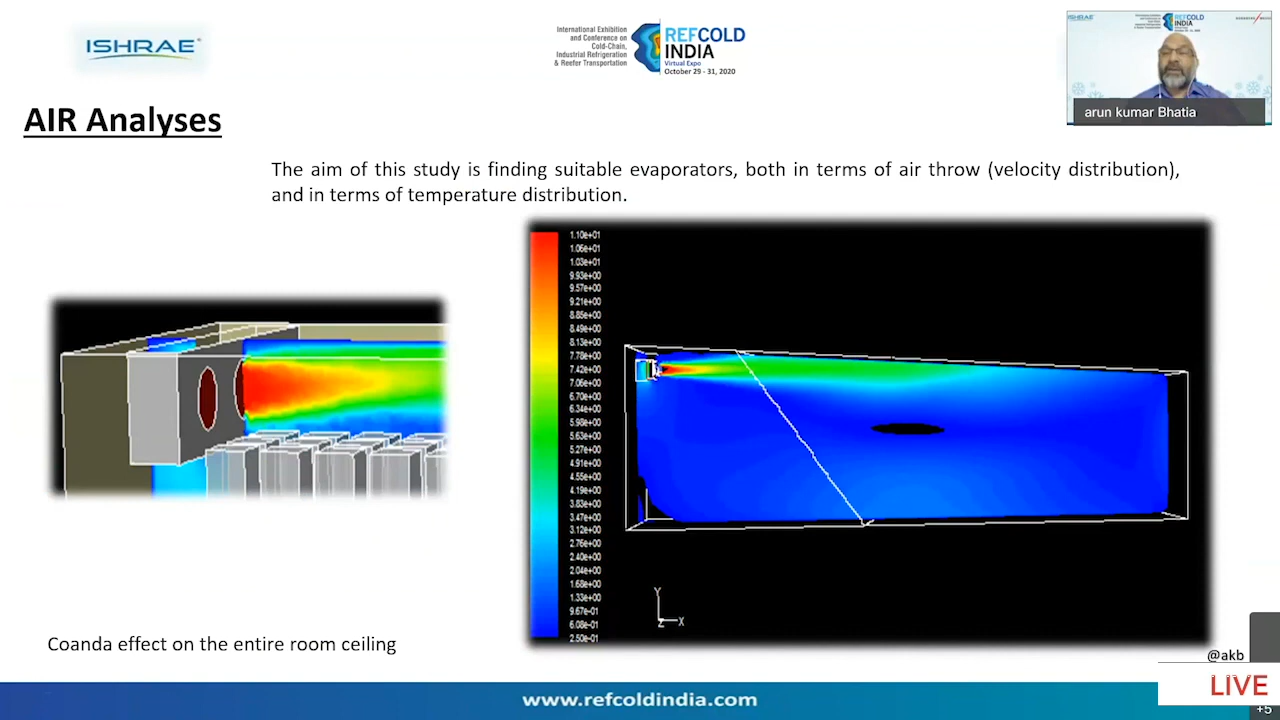 ISHRAE
International Exhibition
and Conference on
Cold-Chain,
Industrial Refrigeration
& Reefer Transportation
REFCOLD
INDIA
Virtual Expo
October 29 - 31, 2020
ISHRAE
REFCOLD
INDIA
arun kumar Bhatia
AIR Analyses
The aim of this study is finding suitable evaporators, both in terms of air throw (velocity distribution),
and in terms of temperature distribution.
1.10e+01
1.06e+01
1.03e+01
9.93e+00
9.57e+00
9.21e+00
8.85e+00
8.49e+00
8.13e+00
7.78e+00
7.42e+00
7.06e+00
6.70e+00
6.34e+00
5.98e+00
5.63e+00
5.27e+00
4.91e+00
4.55e+00
4.19e+00
3.83e+00
3.47e+00
3.12e+00
2.76e+00
2.40e+00
2.04e+00
1.68e+00
1.33e+00
9.67e-01
6.08e-01
2.50e-01
Y
Z
X
Coanda effect on the entire room ceiling
@akb
LIVE
www.refcoldindia.com
+5